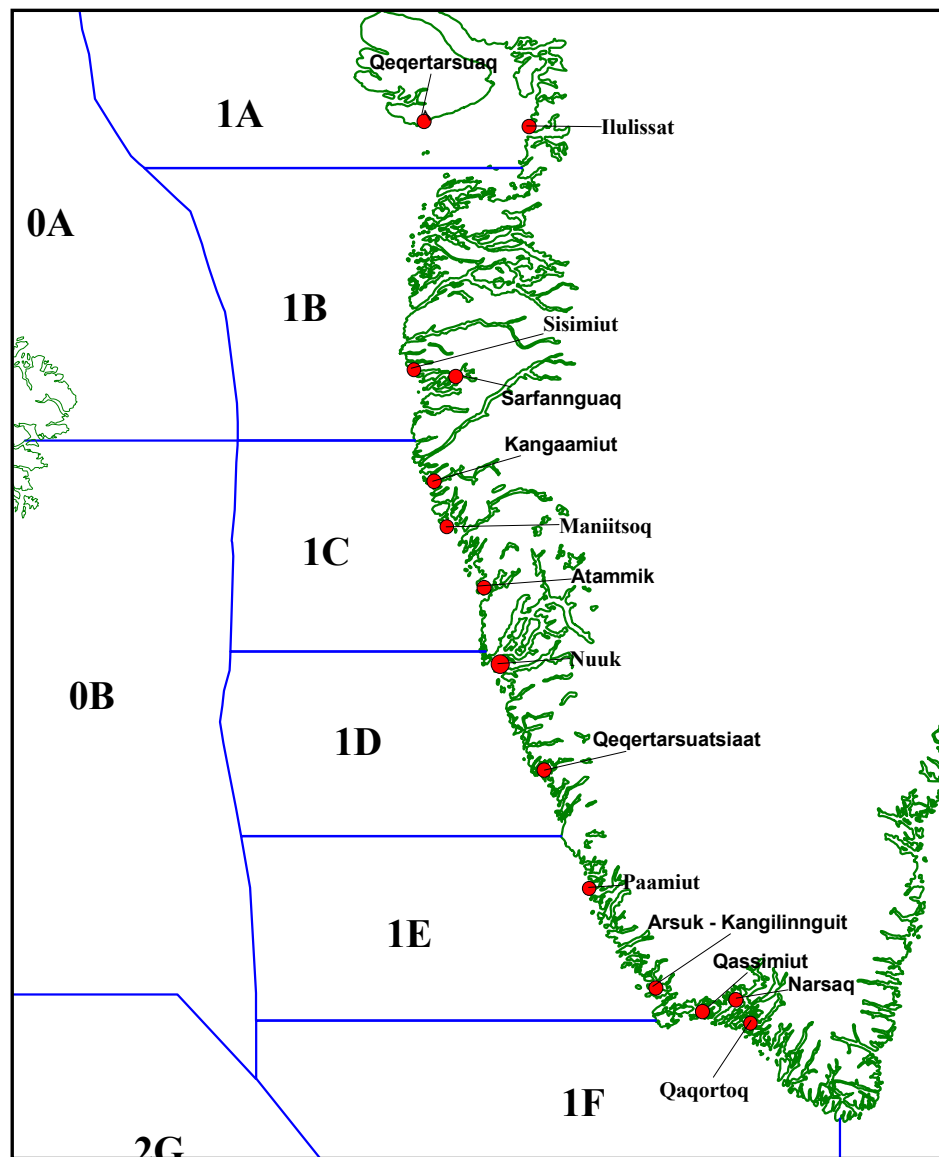 Qeqertarsuaq
1A
Ilulissat
0A
1B
Sisimiut
Sarfannguaq
Kangaamiut
Maniitsoq
1C
Atammik
Nuuk
0B
1D
Qeqertarsuatsiaat
Paamiut
1E
Arsuk - Kangilinnguit
Qassimiut
Narsaq
Qaqortoq
1F
2G